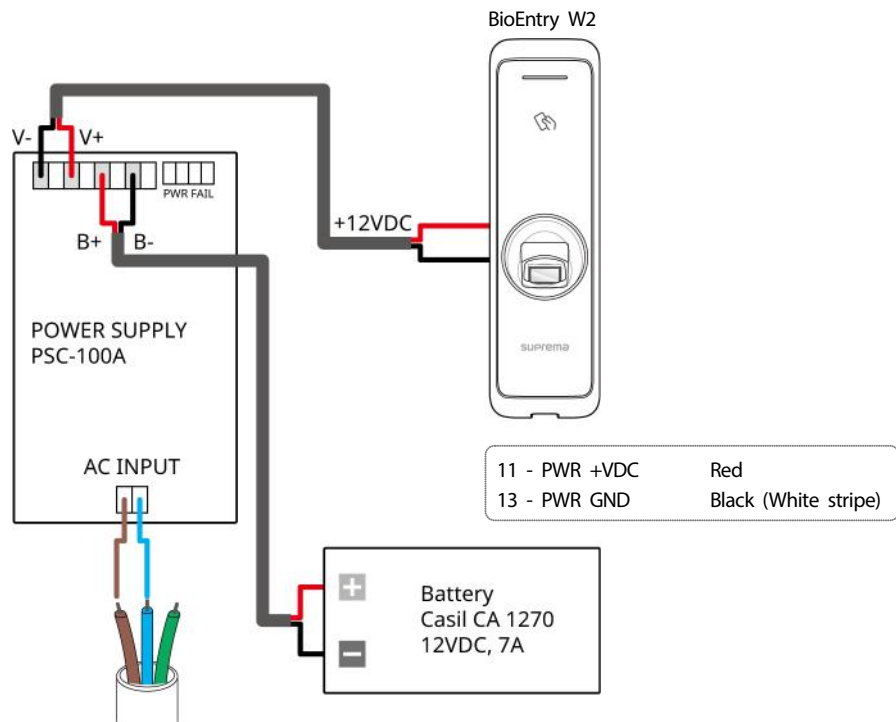 BioEntry W2
V- V+
PWR FAIL
+12VDC
B+ B-
POWER SUPPLY
PSC-100A
suprema
AC INPUT
11 - PWR +VDC Red
13 - PWR GND Black (White stripe)
+
Battery
Casil CA 1270
12VDC, 7A
-